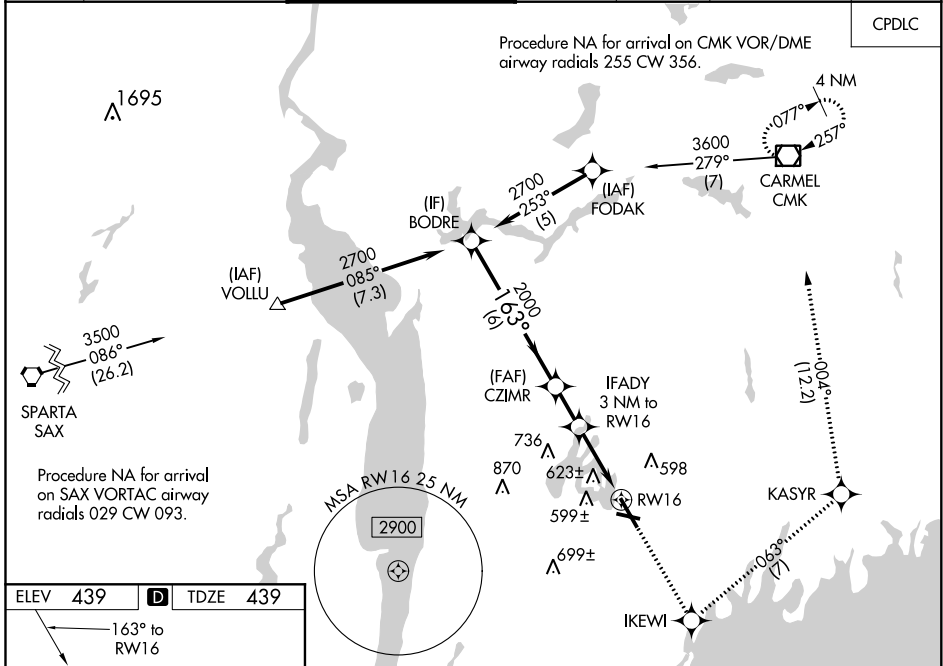 CPDLC
Procedure NA for arrival on CMK VOR/DME
airway radials 255 CW 356.
4 NM
077°
257°
1695
3600
279°
(7)
CARMEL
CMK
2700
253°
(5)
(IAF)
FODAK
(IF)
BODRE
2700
085°
(7.3)
(IAF)
VOLLU
2000
163°
(6)
3500
086°
(26.2)
SPARTA
SAX
(FAF)
CZIMR
IFADY
3 NM to
RW16
004°
(12.2)
736
870
623±
598
599±
RW16
KASYR
Procedure NA for arrival
on SAX VORTAC airway
radials 029 CW 093.
MSA RW16 25 NM
2900
699±
063°
(7)
IKEWI
ELEV 439 D TDZE 439
163° to
RW16